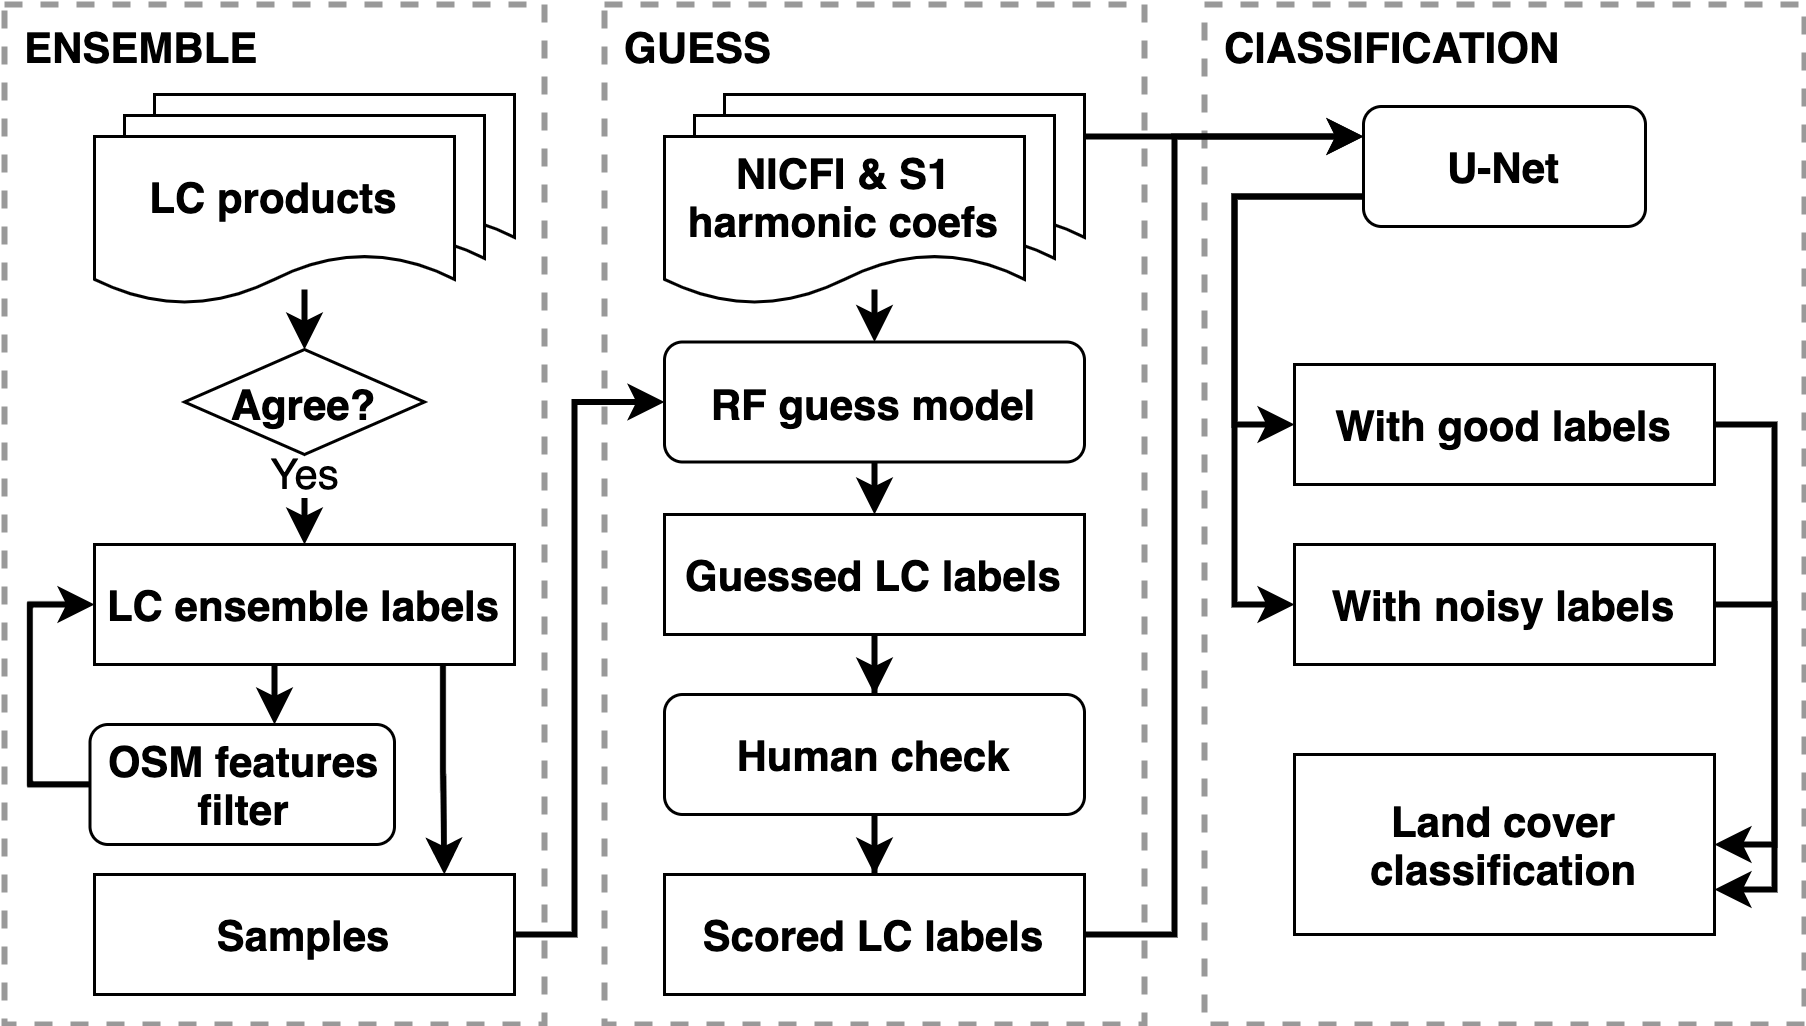 ENSEMBLE
LC products
Agree?
Yes
LC ensemble labels
OSM features
filter
Samples
GUESS
NICFI & S1
harmonic coefs
RF guess model
Guessed LC labels
Human check
Scored LC labels
ClASSIFICATION
U-Net
With good labels
With noisy labels
Land cover
classification